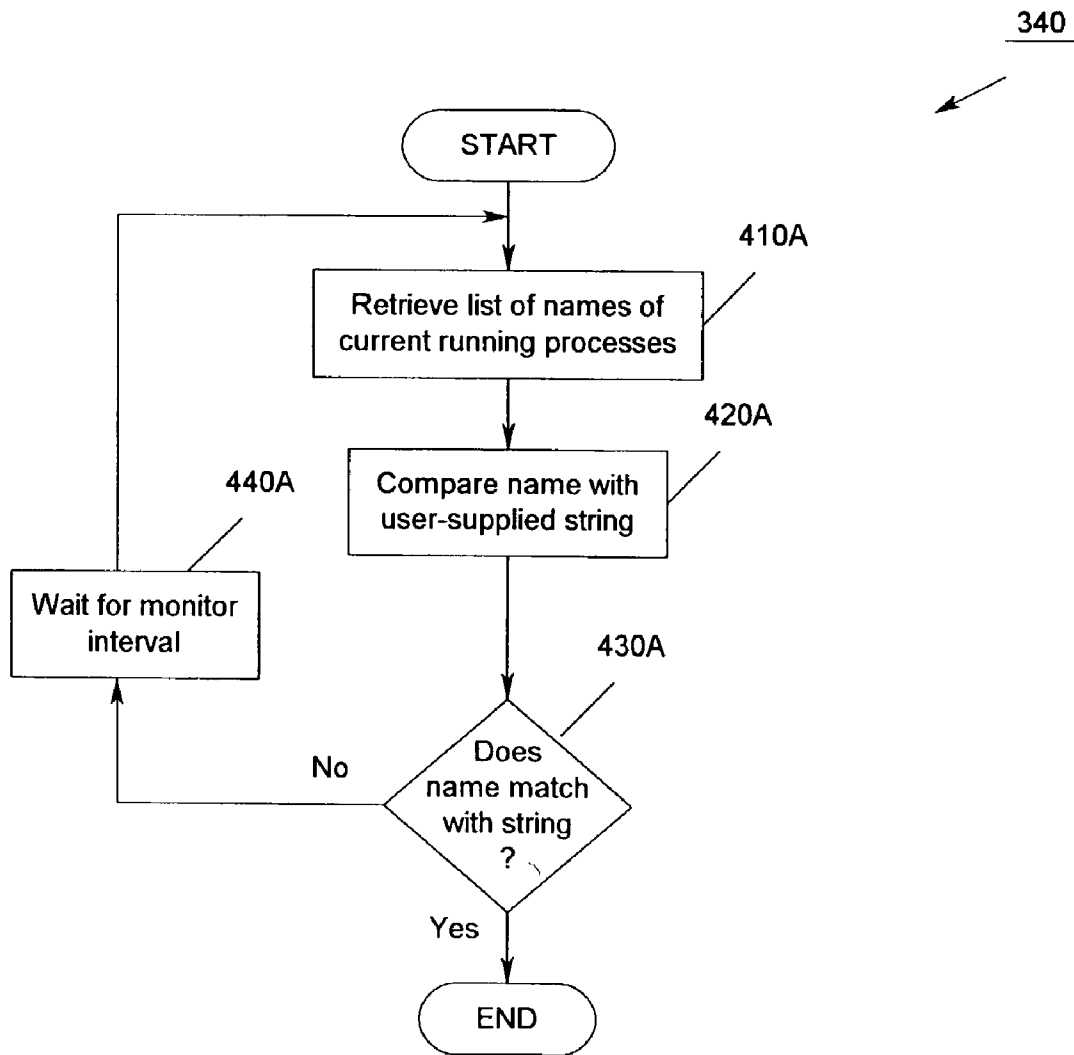 340
START
410A
Retrieve list of names of
current running processes
420A
Compare name with
user-supplied string
440A
Wait for monitor
interval
430A
Does
name match
with string
?
No
Yes
END